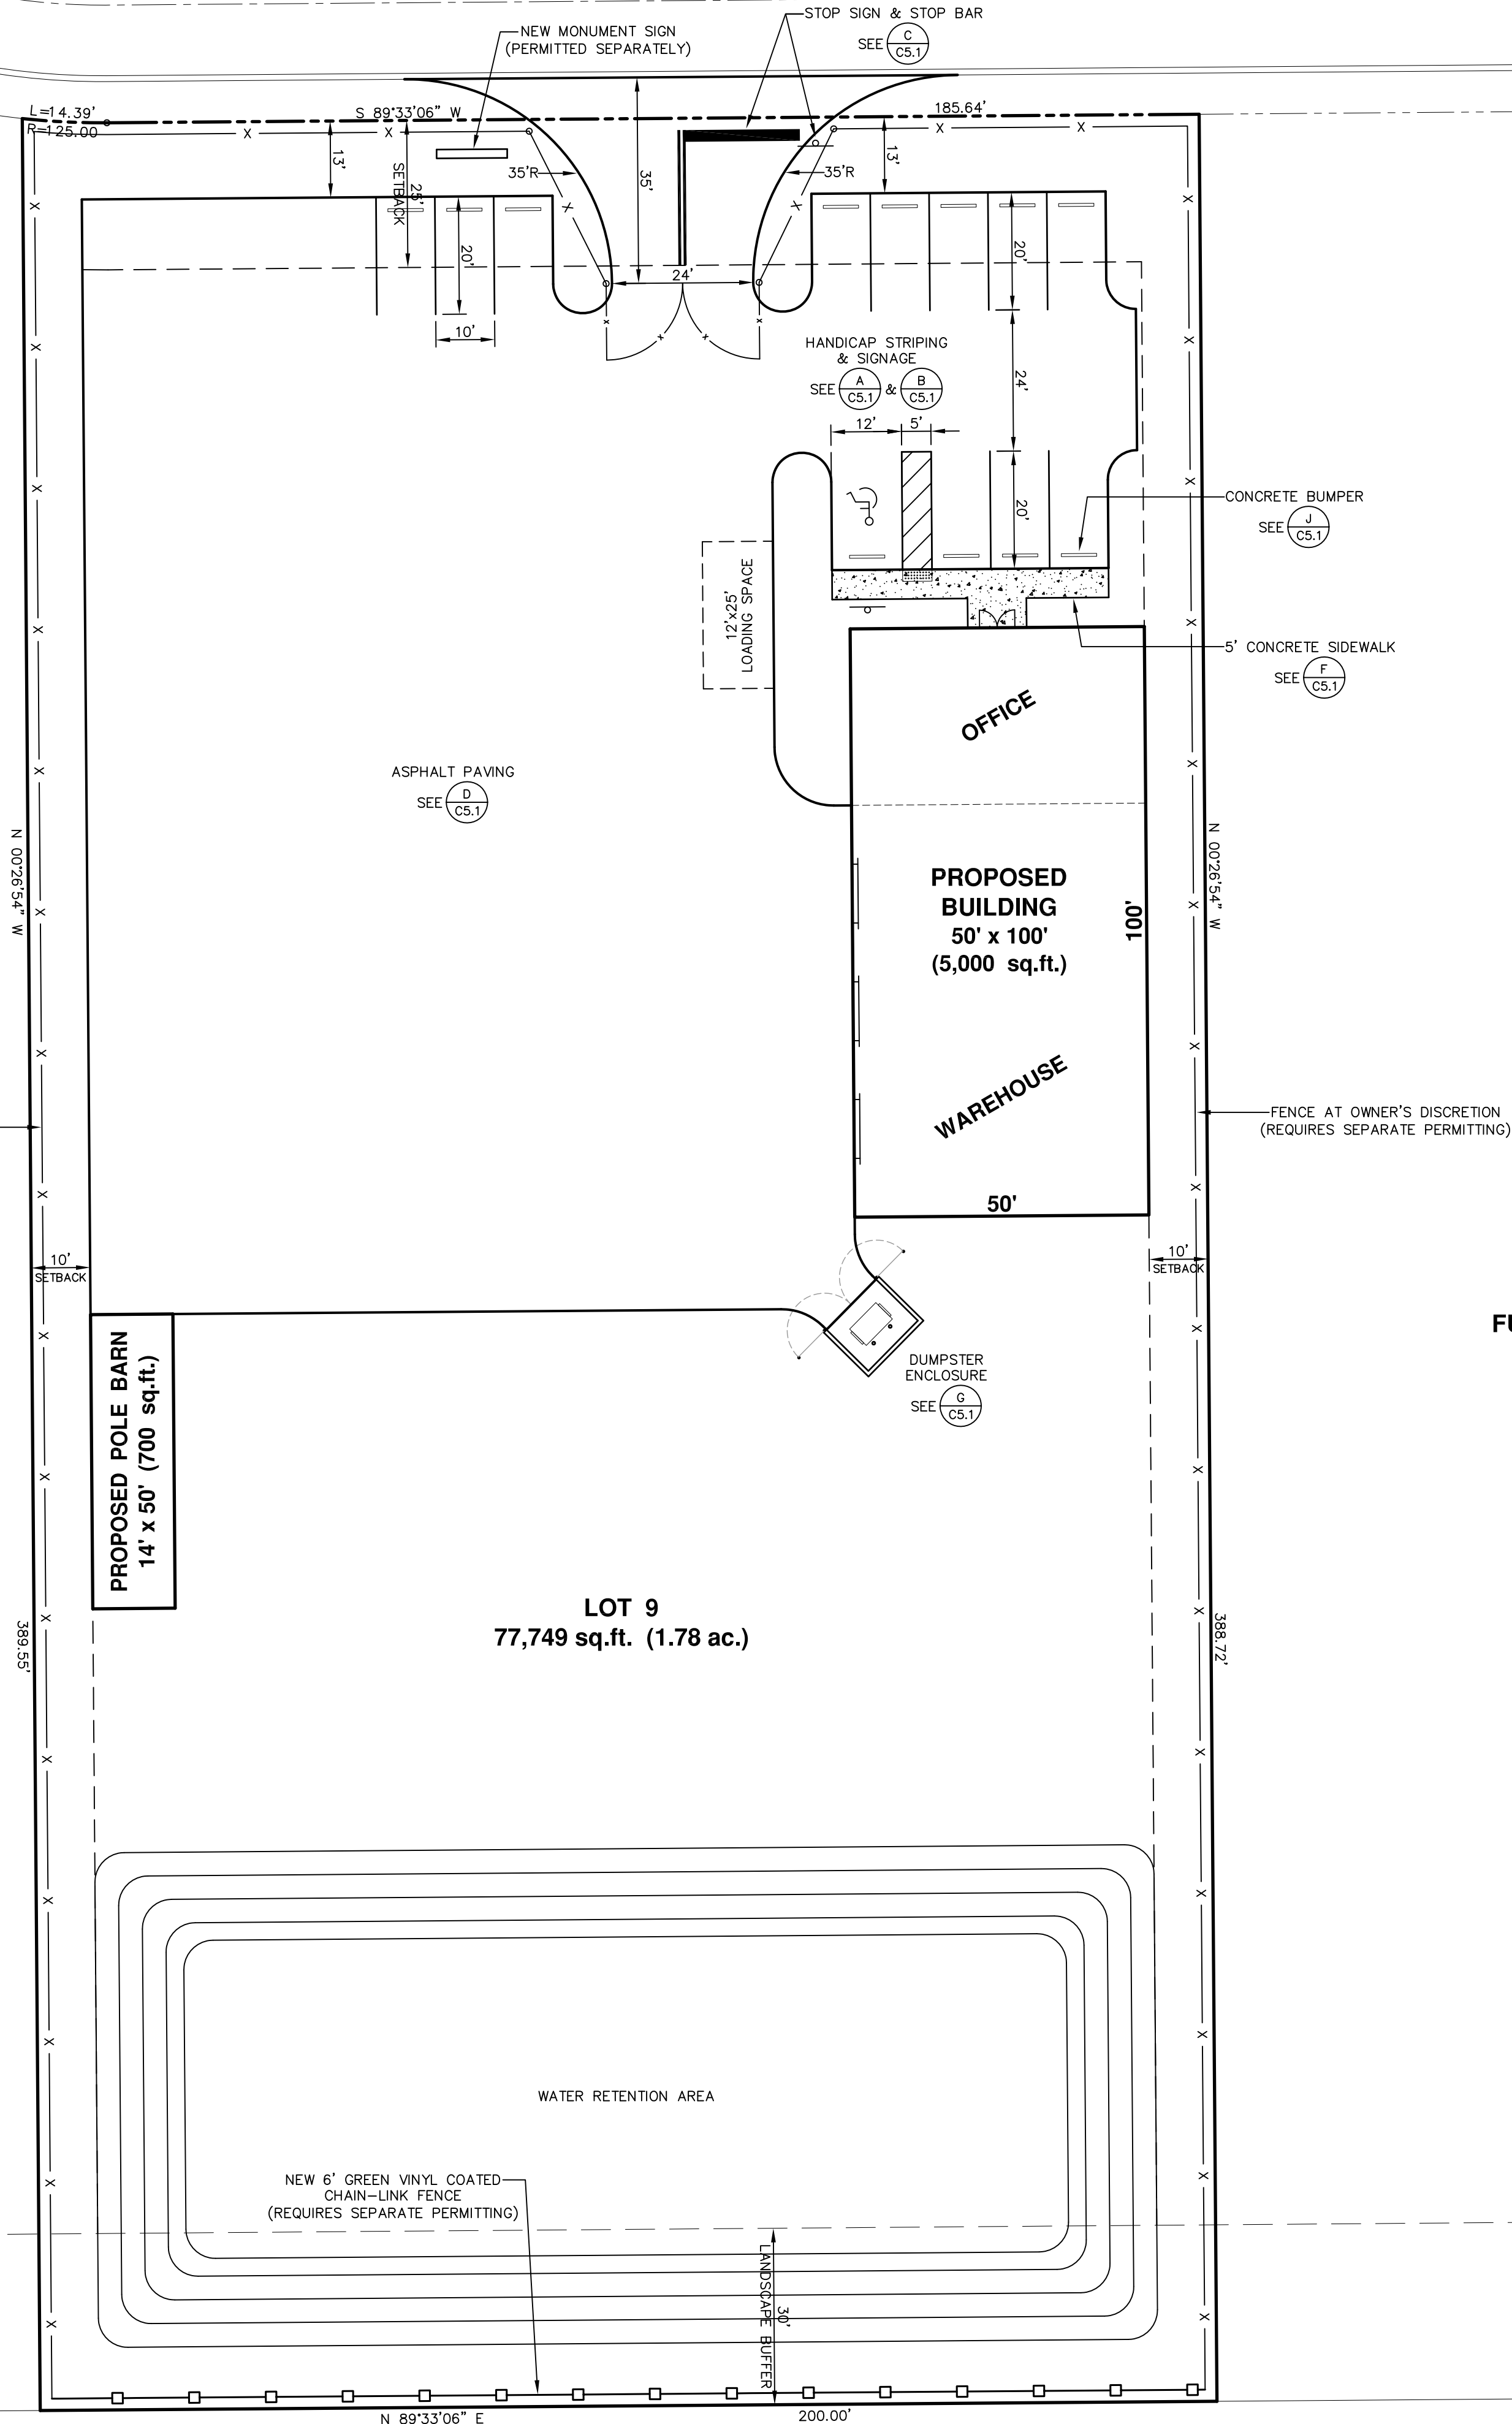 STOP SIGN & STOP BAR
SEE C C5.1
NEW MONUMENT SIGN
(PERMITTED SEPARATELY)
L=14.39'
R=125.00
S 89°33'06" W
185.64'
13'
25'
SETBACK
35'R
35'
35'R
13'
20'
20'
24'
10'
HANDICAP STRIPING
& SIGNAGE
SEE A C5.1 & B C5.1
24'
12'
5'
20'
CONCRETE BUMPER
SEE J C5.1
12'x25'
LOADING SPACE
5' CONCRETE SIDEWALK
SEE F C5.1
OFFICE
ASPHALT PAVING
SEE D C5.1
N 00°26'54" W
N 00°26'54" W
PROPOSED
BUILDING
50' x 100'
(5,000 sq.ft.)
100'
WAREHOUSE
FENCE AT OWNER'S DISCRETION
(REQUIRES SEPARATE PERMITTING)
50'
10'
SETBACK
10'
SETBACK
FU
PROPOSED POLE BARN
14' x 50' (700 sq.ft.)
DUMPSTER
ENCLOSURE
SEE G C5.1
LOT 9
77,749 sq.ft. (1.78 ac.)
389.55'
388.72'
WATER RETENTION AREA
NEW 6' GREEN VINYL COATED
CHAIN-LINK FENCE
(REQUIRES SEPARATE PERMITTING)
30'
LANDSCAPE BUFFER
N 89°33'06" E
200.00'